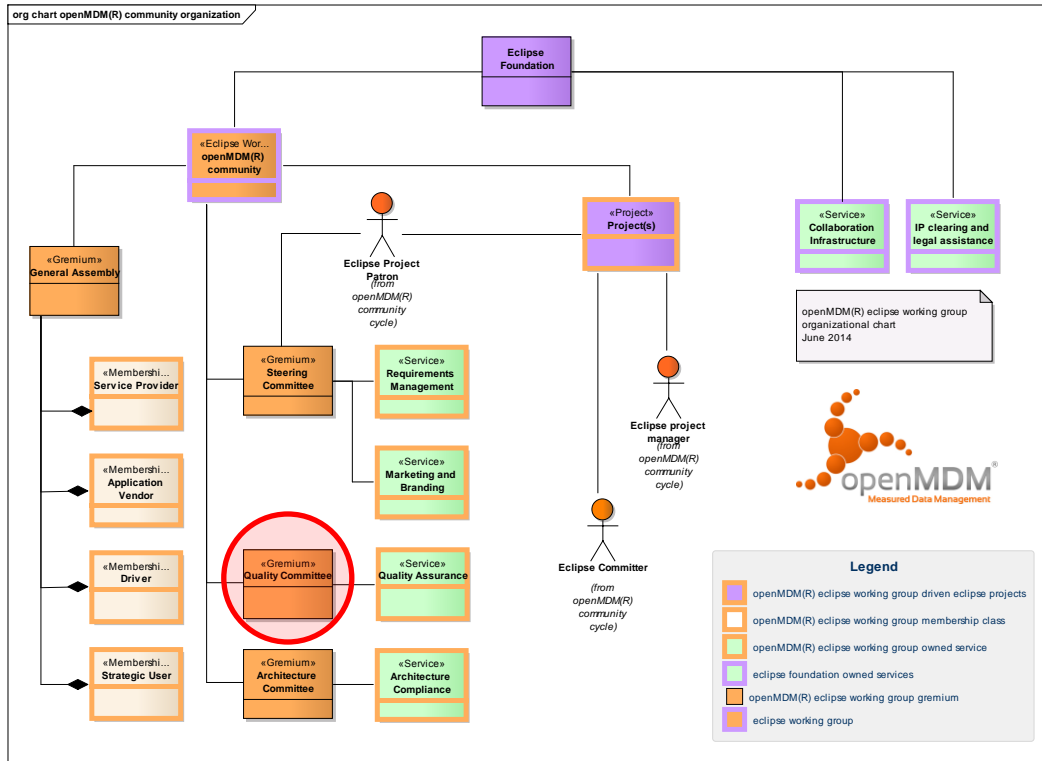 org chart openMDM(R) community organization
Eclipse
Foundation
«Eclipse Wor...
openMDM(R)
community
«Project»
Project(s)
«Service»
Collaboration
Infrastructure
«Service»
IP clearing and
legal assistance
«Gremium»
General Assembly
Eclipse Project
Patron
(from
openMDM(R)
community
cycle)
openMDM(R) eclipse working group
organizational chart
June 2014
«Gremium»
Steering
Committee
«Service»
Requirements
Management
«Membershi...
Service Provider
Eclipse project
manager
(from
openMDM(R)
community
cycle)
«Service»
Marketing and
Branding
«Membershi...
Application
Vendor
openMDM®
Measured Data Management
«Gremium»
Quality Committee
«Service»
Quality Assurance
«Membershi...
Driver
Eclipse Committer
(from
openMDM(R)
community
cycle)
«Gremium»
Architecture
Committee
«Service»
Architecture
Compliance
«Membershi...
Strategic User
Legend
openMDM(R) eclipse working group driven eclipse projects
openMDM(R) eclipse working group membership class
openMDM(R) eclipse working group owned service
eclipse foundation owned services
openMDM(R) eclipse working group gremium
eclipse working group